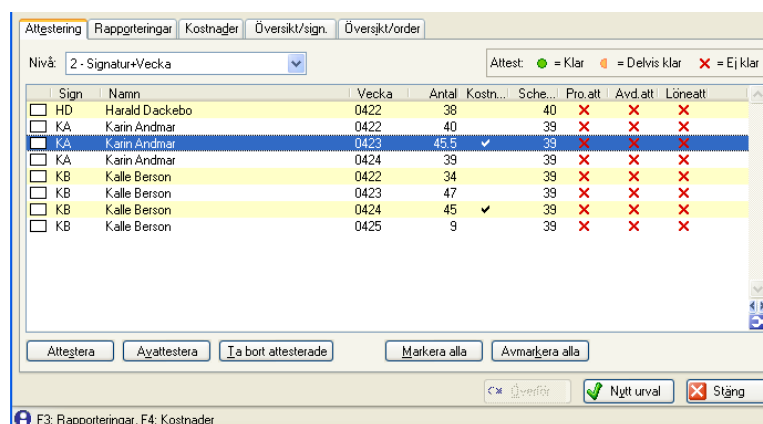 Attestering Rapporteringar Kostnader Översikt/sign. Översikt/order
Nivå: 2 - Signatur+Vecka Attest: = Klar = Delvis klar = Ej klar
Sign Namn Vecka Antal Kostn... Sche... Pro.att Avd.att Löneatt
HD Harald Dackebo 0422 38 40
KA Karin Andmar 0422 40 39
KA Karin Andmar 0423 45.5 39
KA Karin Andmar 0424 39 39
KB Kalle Berson 0422 34 39
KB Kalle Berson 0423 47 39
KB Kalle Berson 0424 45 39
KB Kalle Berson 0425 9 39
Attestera Avattestera Ta bort attesterade Markera alla Avmarkera alla
Överför Nytt urval Stäng
F3: Rapporteringar, F4: Kostnader